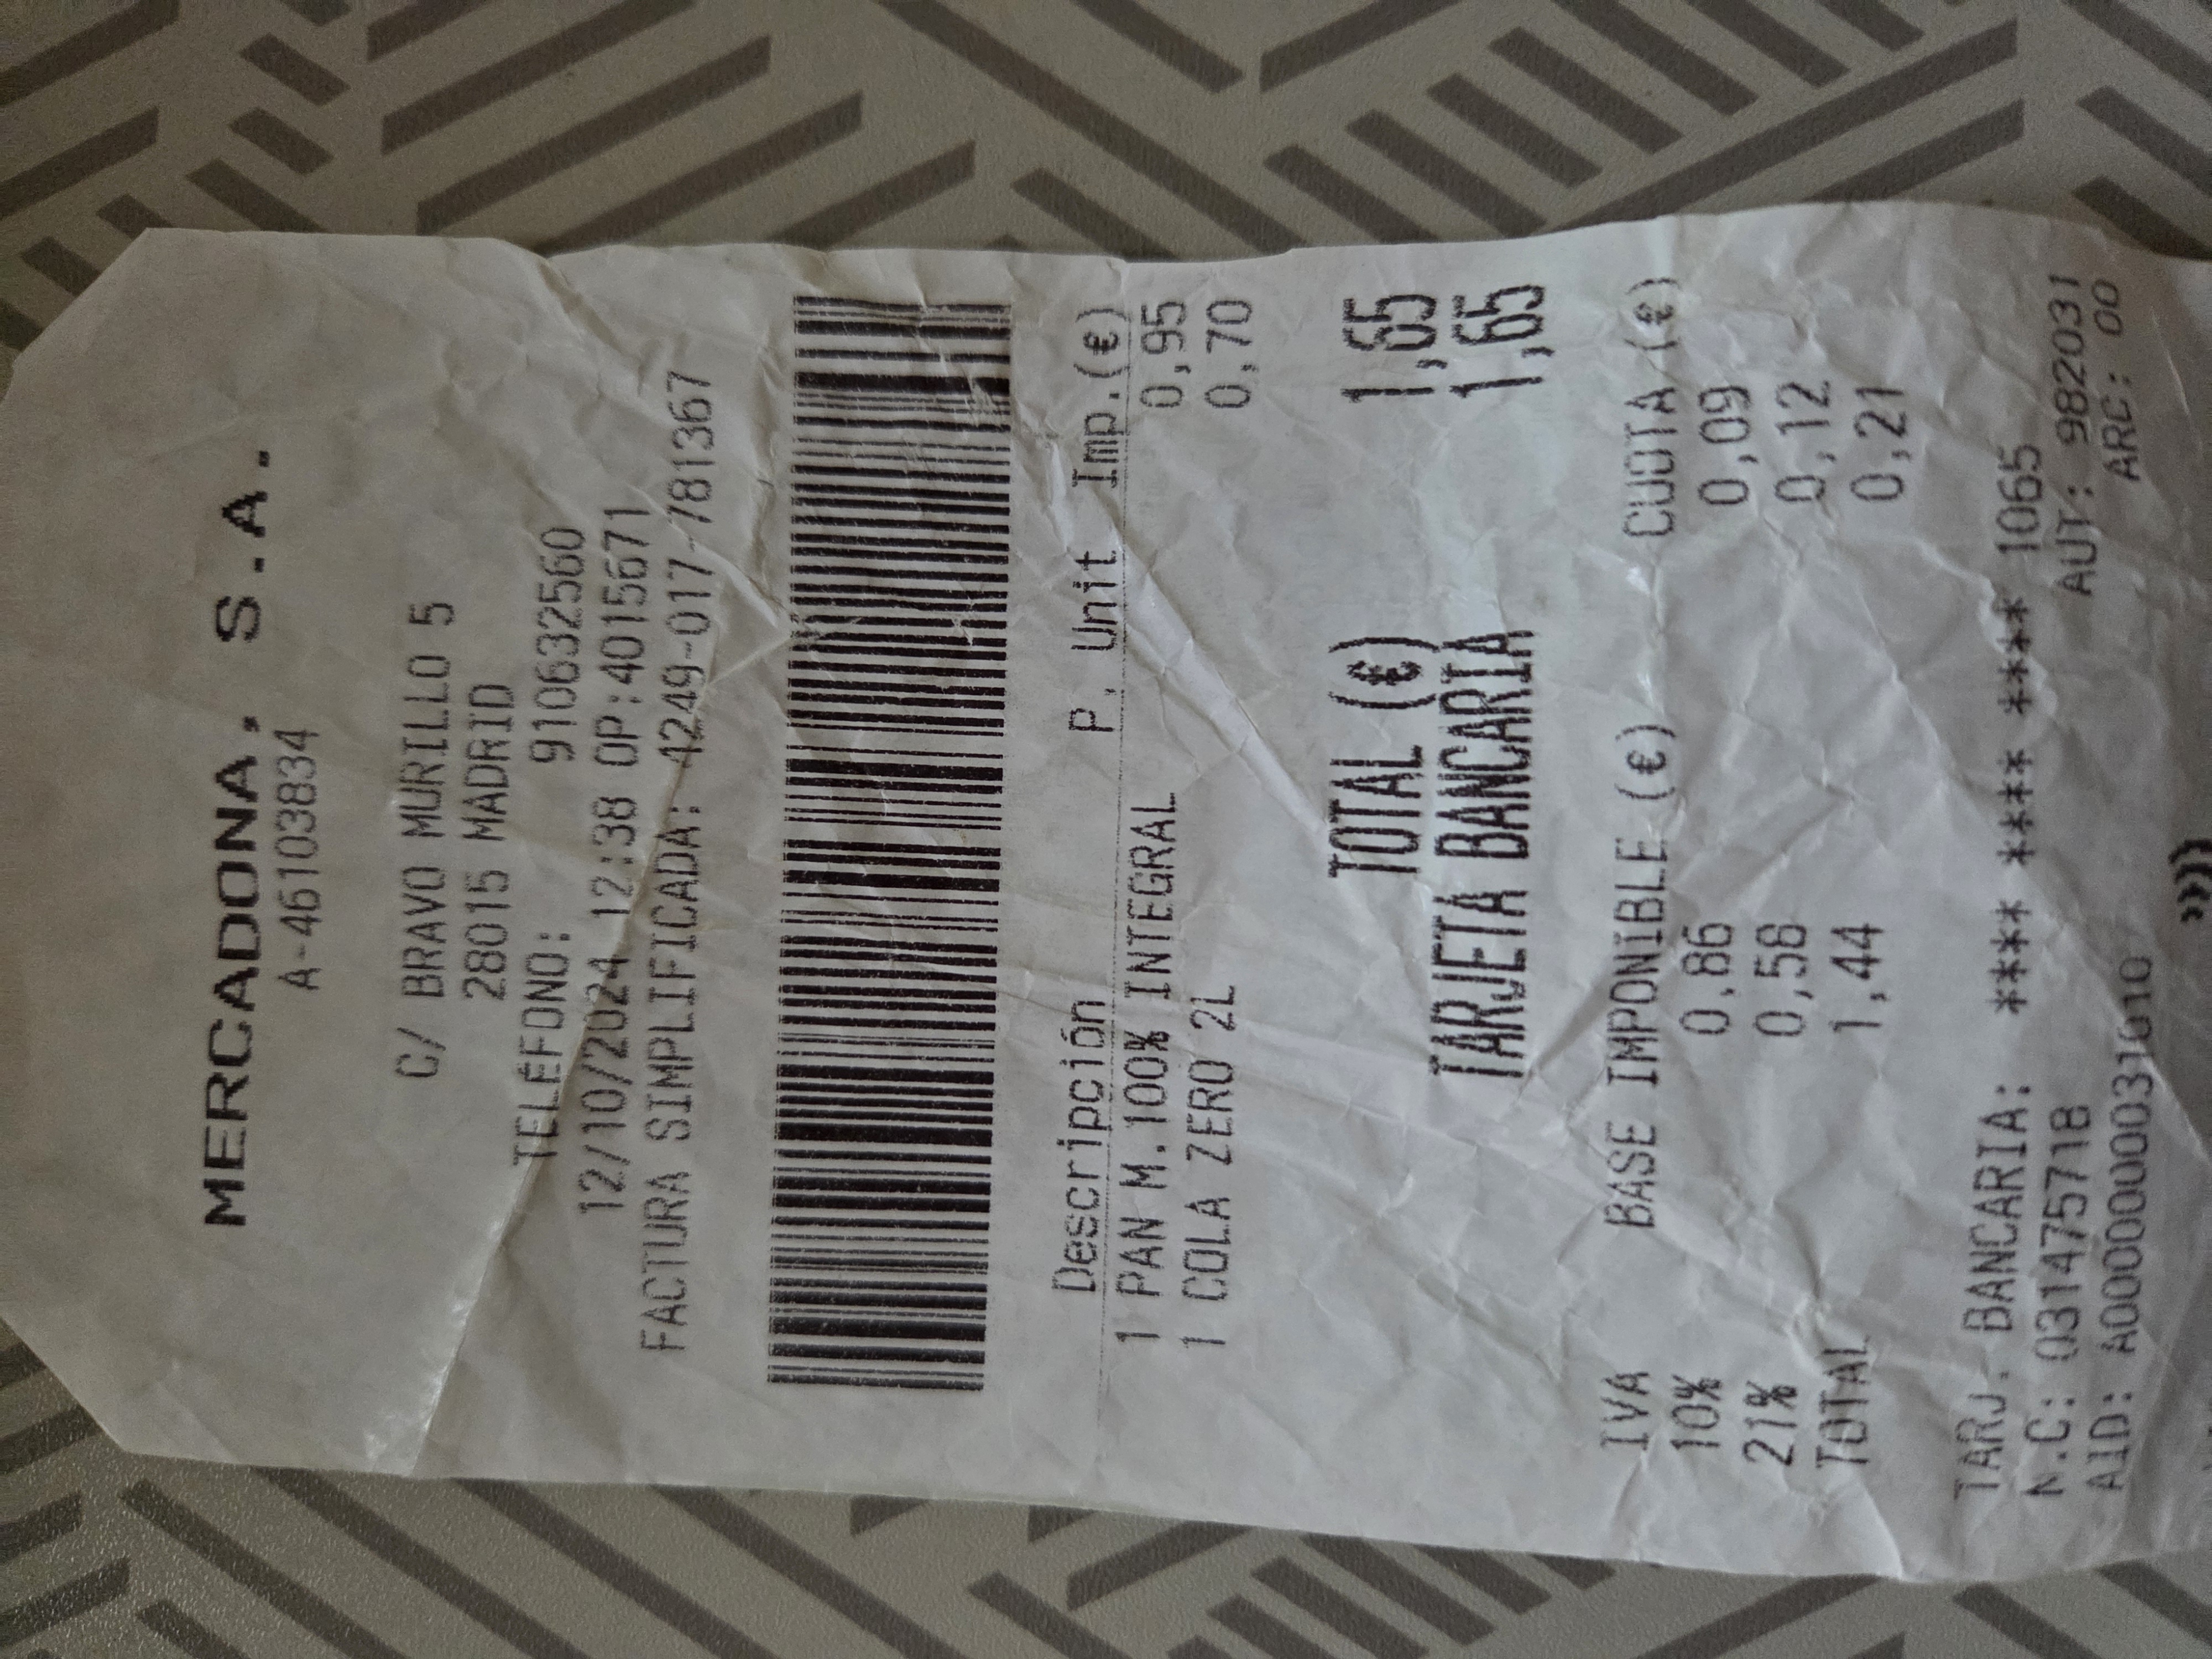 MERCADONA, S.A.
A-46103834
C/ BRAVO MURILLO 5
28015 MADRID
TELÉFONO: 910632560
12/10/2024 12:38 OP:4015671
FACTURA SIMPLIFICADA: 4249-017-781367
Descripción P. Unit Imp.(€)
1 PAN M.100% INTEGRAL 0,95
1 COLA ZERO 2L 0,70
TOTAL (€) 1,65
TARJETA BANCARIA 1,65
IVA BASE IMPONIBLE (€) CUOTA (€)
10% 0,86 0,09
21% 0,58 0,12
TOTAL 1,44 0,21
TARJ. BANCARIA: **** **** **** 1065
N.C: 031475718 AUT: 982031
AID: A0000000031010 ARC: 00